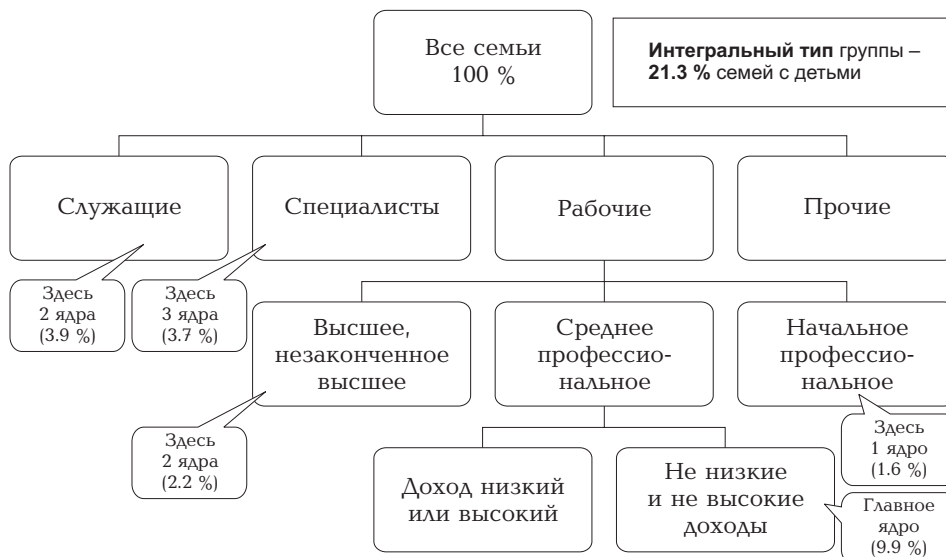 Все семьи
100 %
Интегральный тип группы –
21.3 % семей с детьми
Служащие
Специалисты
Рабочие
Прочие
Здесь
2 ядра
(3.9 %)
Здесь
3 ядра
(3.7 %)
Высшее,
незаконченное
высшее
Среднее
профессио-
нальное
Начальное
профессио-
нальное
Здесь
2 ядра
(2.2 %)
Здесь
1 ядро
(1.6 %)
Доход низкий
или высокий
Не низкие
и не высокие
доходы
Главное
ядро
(9.9 %)